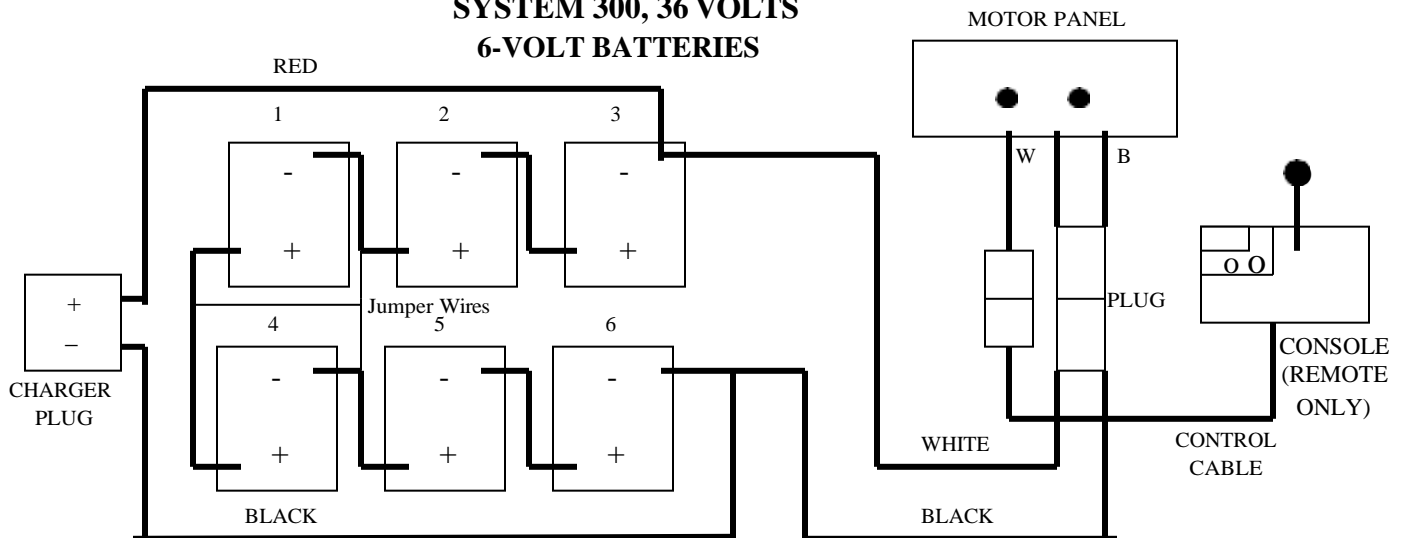 SYSTEM 300, 36 VOLTS
6-VOLT BATTERIES
MOTOR PANEL
RED
1
2
3
W
B
-
-
-
+
+
+
O O
+
−
CHARGER
PLUG
Jumper Wires
PLUG
4
5
6
-
-
-
+
+
+
CONSOLE
(REMOTE
ONLY)
WHITE
CONTROL
CABLE
BLACK
BLACK